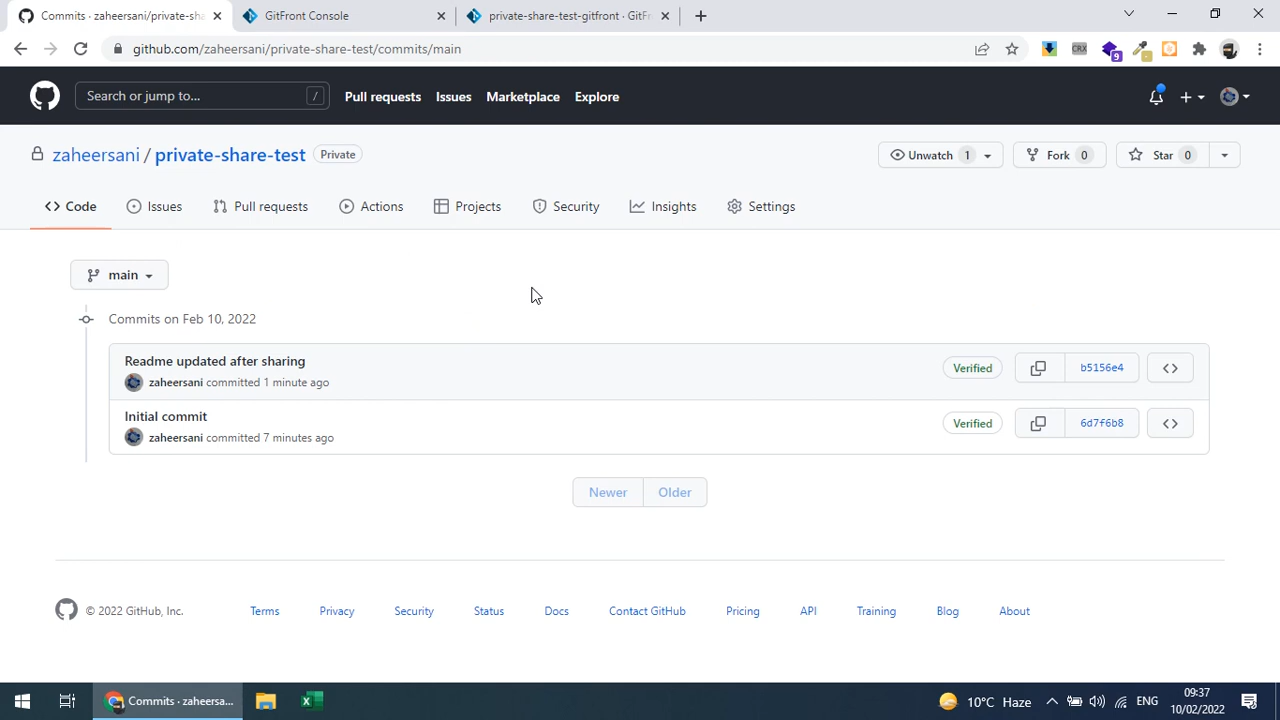 Commits · zaheersani/private-sha
GitFront Console
private-share-test-gitfront · GitFr
github.com/zaheersani/private-share-test/commits/main
CRX
9
Search or jump to...
/
Pull requests
Issues
Marketplace
Explore
zaheersani / private-share-test
Private
Unwatch 1
Fork 0
Star 0
Code
Issues
Pull requests
Actions
Projects
Security
Insights
Settings
main
Commits on Feb 10, 2022
Readme updated after sharing
zaheersani committed 1 minute ago
Verified
b5156e4
Initial commit
zaheersani committed 7 minutes ago
Verified
6d7f6b8
Newer
Older
© 2022 GitHub, Inc.
Terms
Privacy
Security
Status
Docs
Contact GitHub
Pricing
API
Training
Blog
About
Commits · zaheersa...
10°C Haze
ENG
09:37
10/02/2022